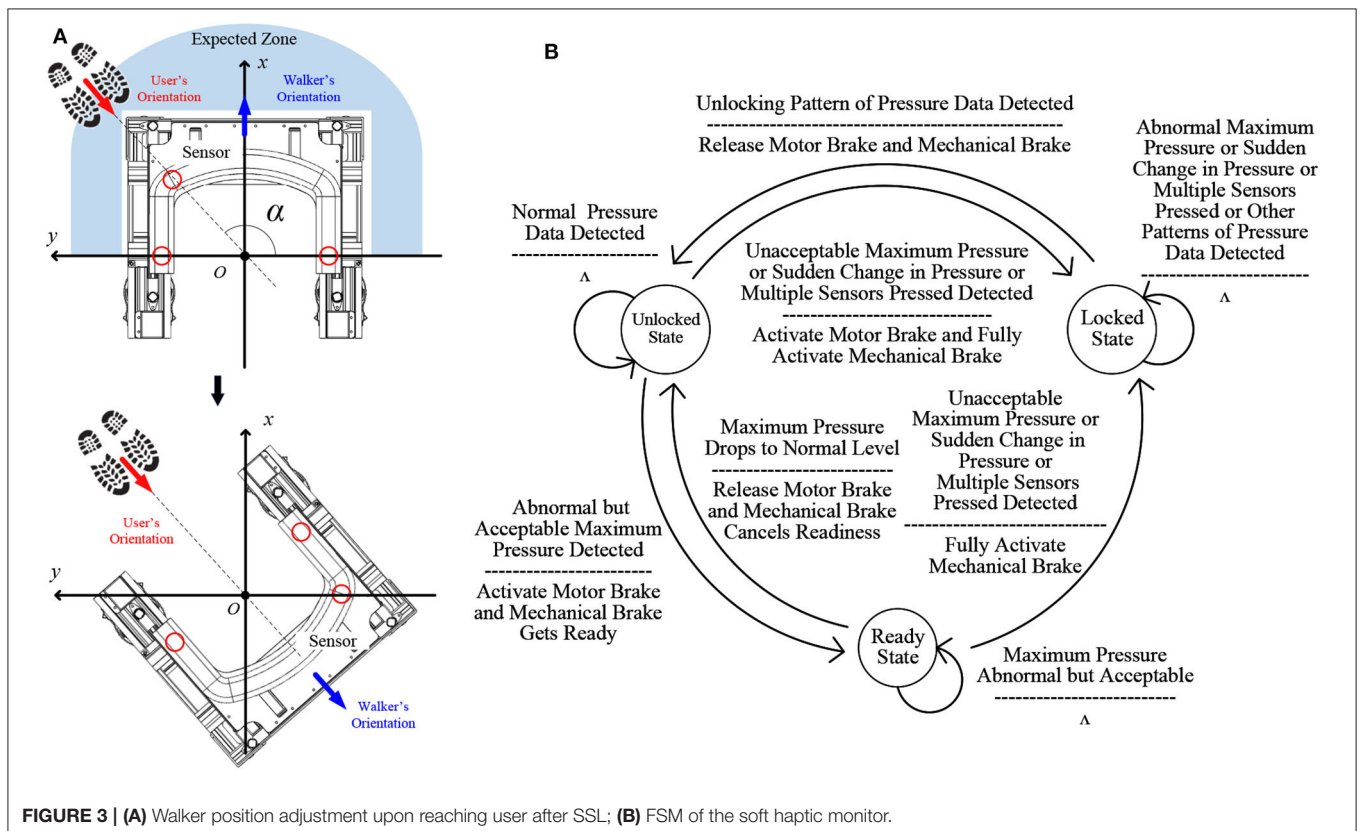 A
Expected Zone
x
User's
Orientation
Walker's
Orientation
Sensor
α
y
O
x
User's
Orientation
y
O
Sensor
Walker's
Orientation
B
Unlocking Pattern of Pressure Data Detected
Release Motor Brake and Mechanical Brake
Abnormal Maximum
Pressure or Sudden
Change in Pressure or
Multiple Sensors
Pressed or Other
Patterns of Pressure
Data Detected
Λ
Normal Pressure
Data Detected
Λ
Unacceptable Maximum Pressure
or Sudden Change in Pressure or
Multiple Sensors Pressed Detected
Activate Motor Brake and Fully
Activate Mechanical Brake
Unlocked
State
Locked
State
Maximum Pressure
Drops to Normal Level
Release Motor Brake
and Mechanical Brake
Cancels Readiness
Unacceptable
Maximum Pressure or
Sudden Change in
Pressure or
Multiple Sensors
Pressed Detected
Fully Activate
Mechanical Brake
Abnormal but
Acceptable Maximum
Pressure Detected
Activate Motor Brake
and Mechanical Brake
Gets Ready
Ready
State
Maximum Pressure
Abnormal but Acceptable
Λ
FIGURE 3 | (A) Walker position adjustment upon reaching user after SSL; (B) FSM of the soft haptic monitor.